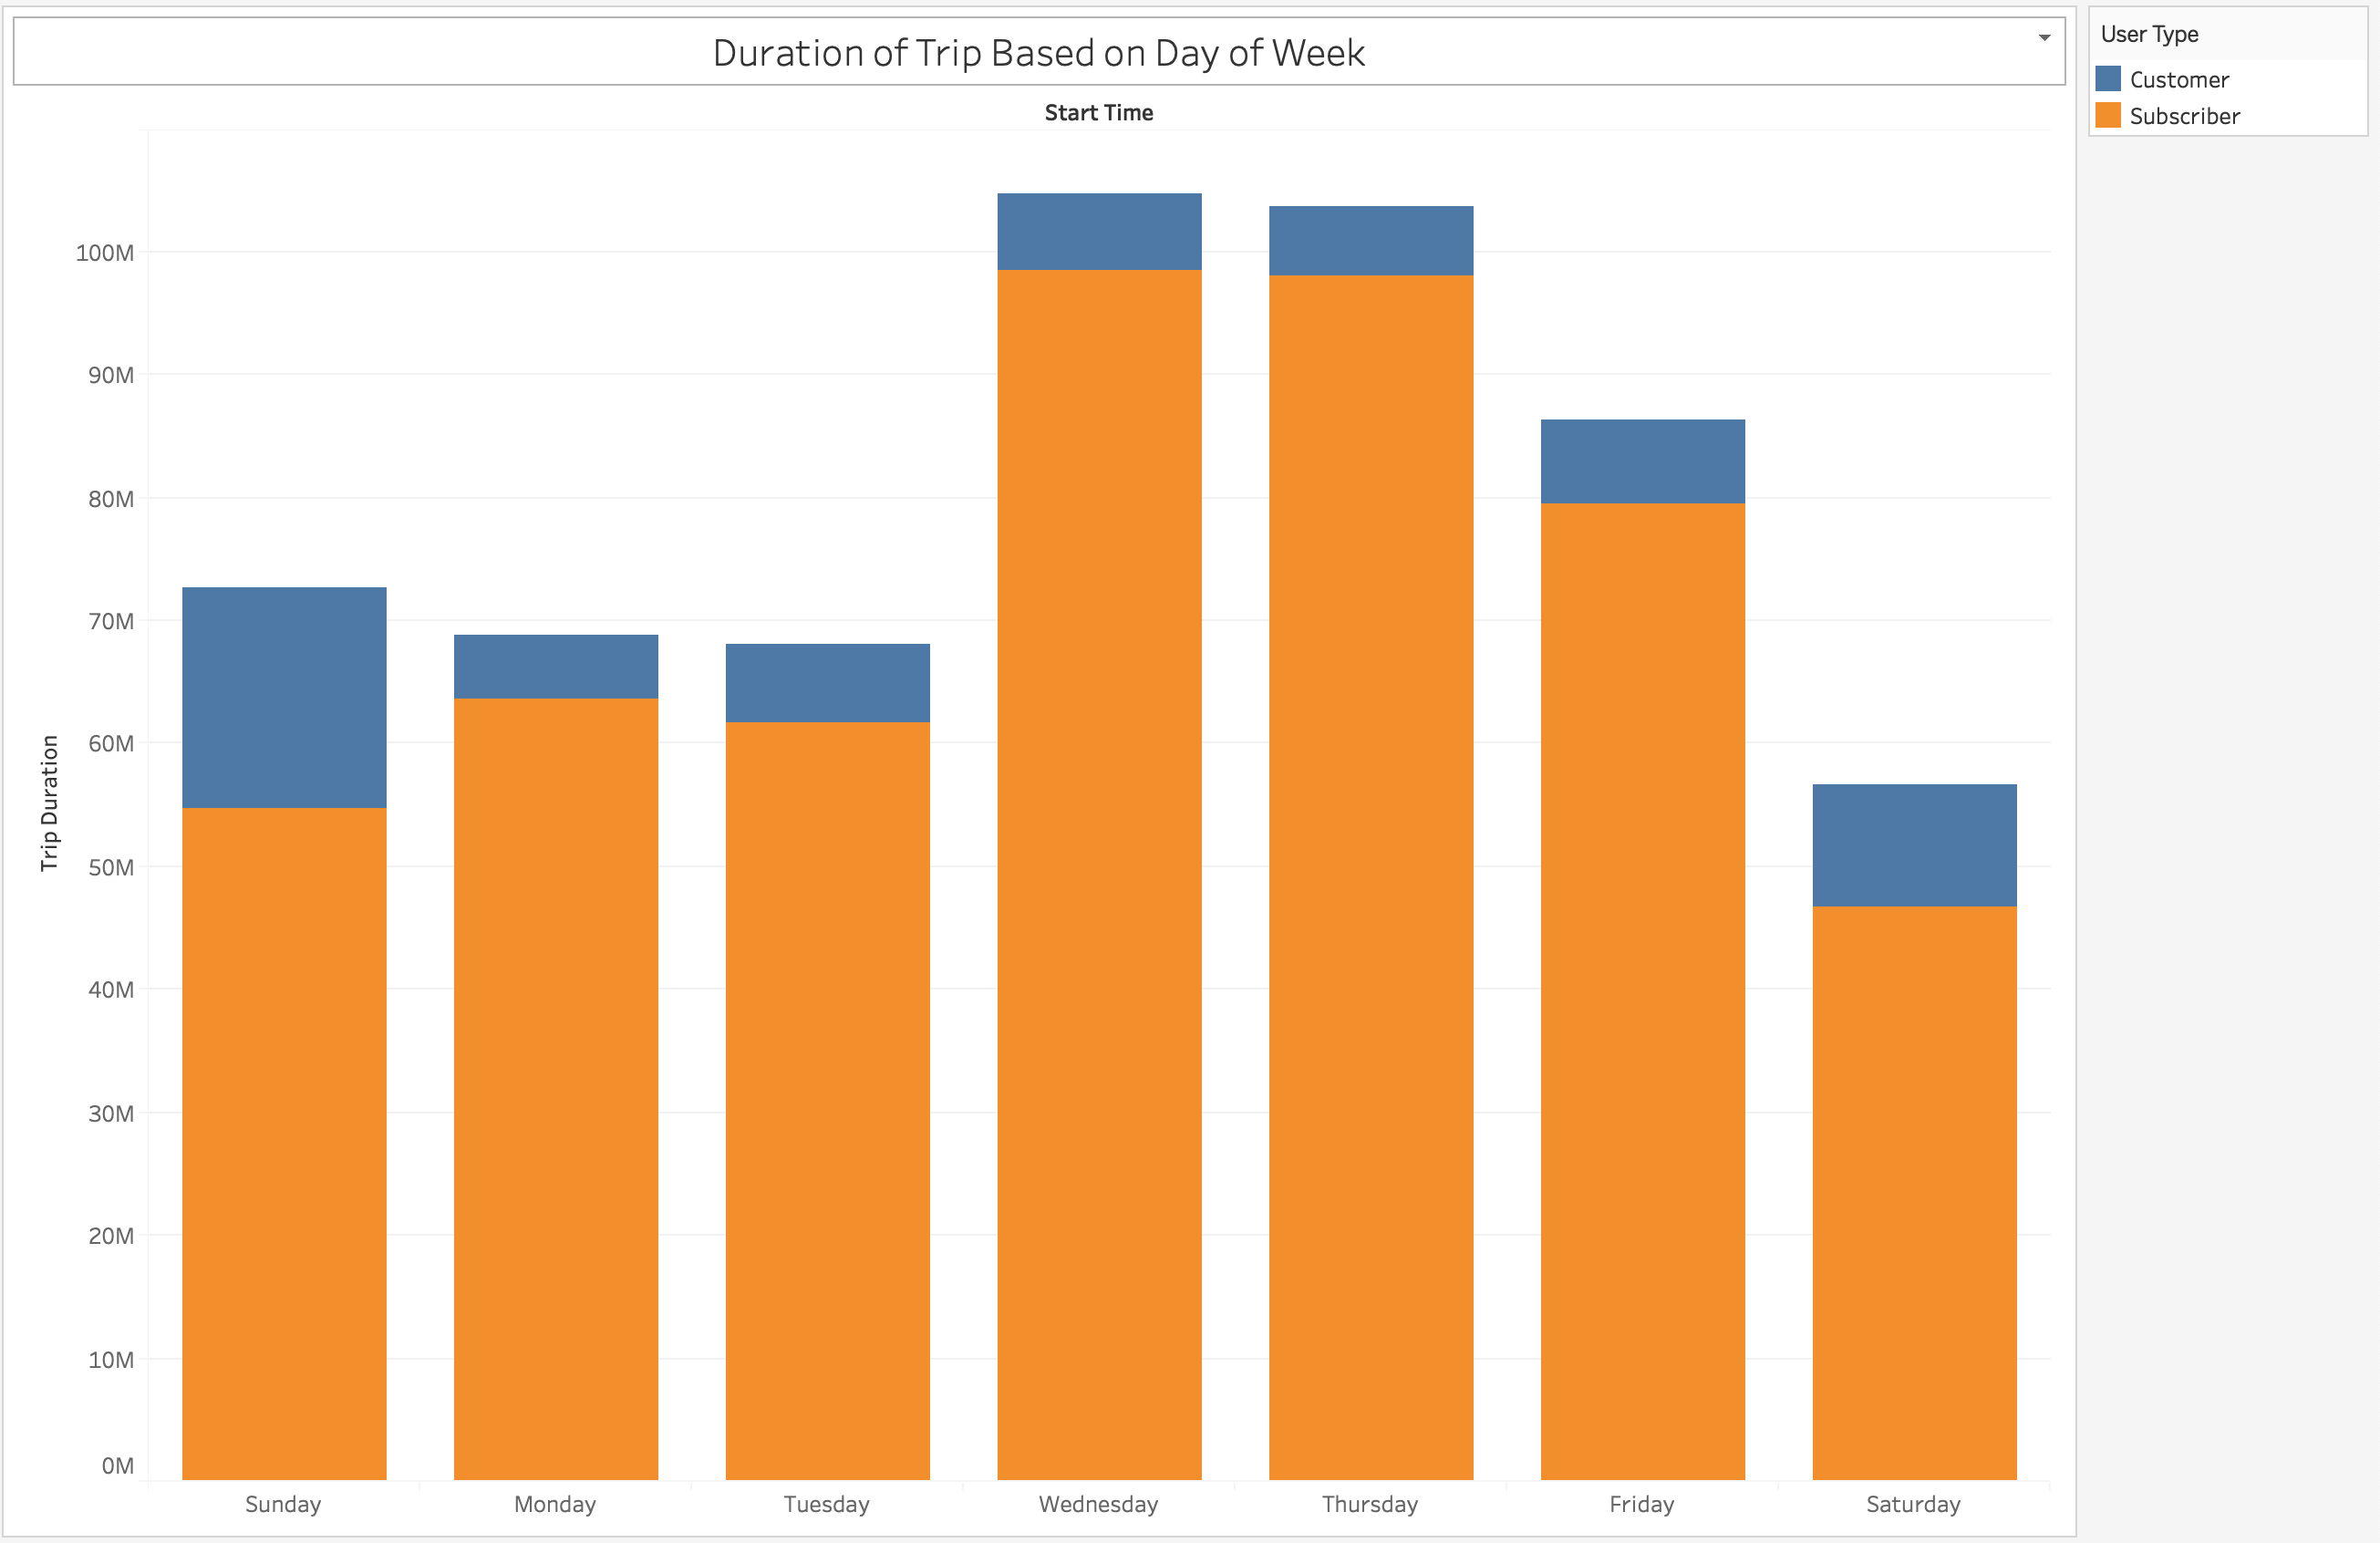 Duration of Trip Based on Day of Week
User Type
Customer
Subscriber
Start Time
Trip Duration
100M
90M
80M
70M
60M
50M
40M
30M
20M
10M
0M
Sunday Monday Tuesday Wednesday Thursday Friday Saturday